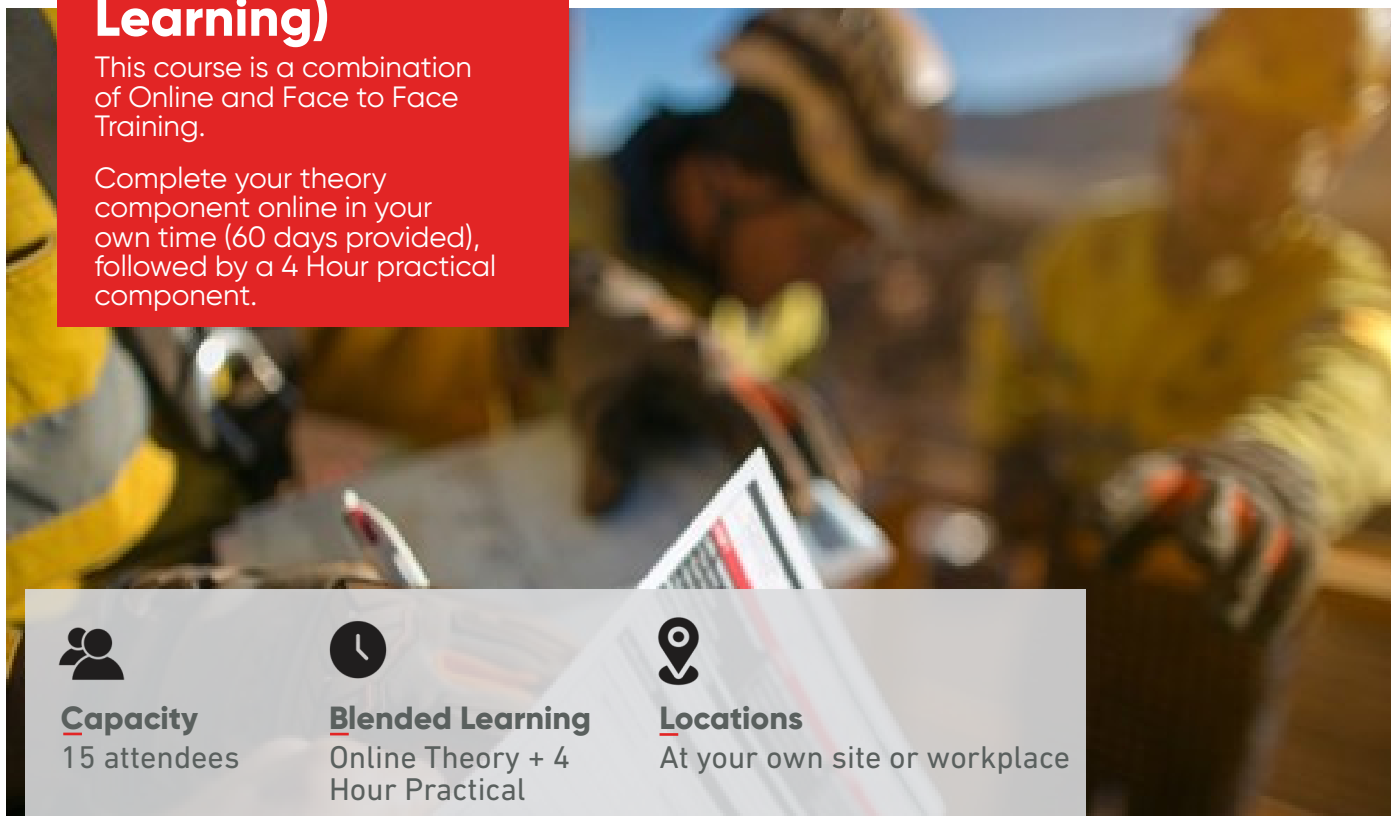 Learning)
This course is a combination
of Online and Face to Face
Training.
Complete your theory
component online in your
own time (60 days provided),
followed by a 4 Hour practical
component.
Capacity
15 attendees
Blended Learning
Online Theory + 4
Hour Practical
Locations
At your own site or workplace